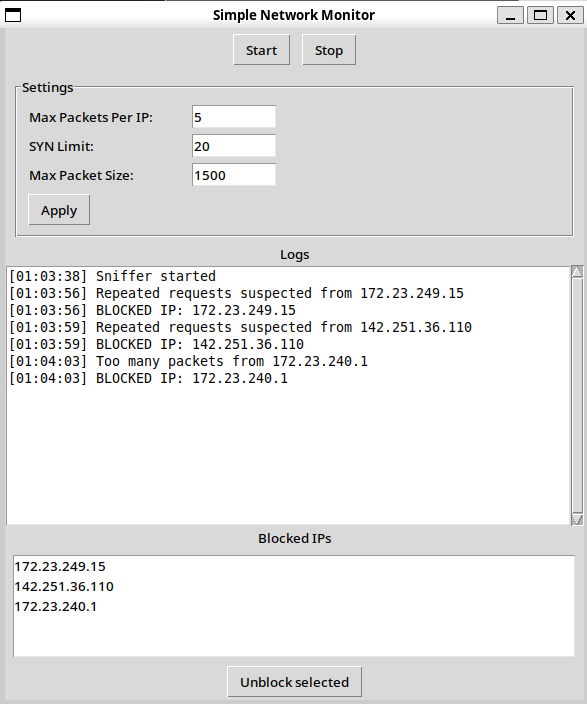 Simple Network Monitor
Start Stop
Settings
Max Packets Per IP: 5
SYN Limit: 20
Max Packet Size: 1500
Apply
Logs
[01:03:38] Sniffer started
[01:03:56] Repeated requests suspected from 172.23.249.15
[01:03:56] BLOCKED IP: 172.23.249.15
[01:03:59] Repeated requests suspected from 142.251.36.110
[01:03:59] BLOCKED IP: 142.251.36.110
[01:04:03] Too many packets from 172.23.240.1
[01:04:03] BLOCKED IP: 172.23.240.1
Blocked IPs
172.23.249.15
142.251.36.110
172.23.240.1
Unblock selected